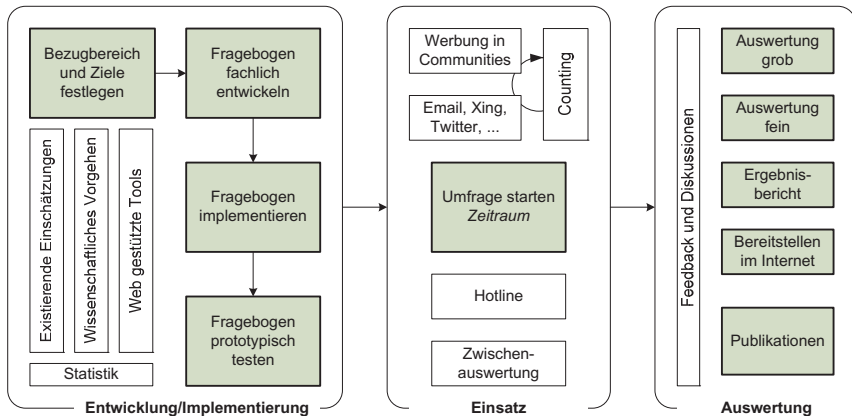 Bezugbereich
und Ziele
festlegen
Fragebogen
fachlich
entwickeln
Existierende Einschätzungen
Wissenschaftliches Vorgehen
Web gestützte Tools
Fragebogen
implementieren
Fragebogen
prototypisch
testen
Statistik
Entwicklung/Implementierung
Werbung in
Communities
Email, Xing,
Twitter, ...
Counting
Umfrage starten
Zeitraum
Hotline
Zwischen-
auswertung
Einsatz
Feedback und Diskussionen
Auswertung
grob
Auswertung
fein
Ergebnis-
bericht
Bereitstellen
im Internet
Publikationen
Auswertung